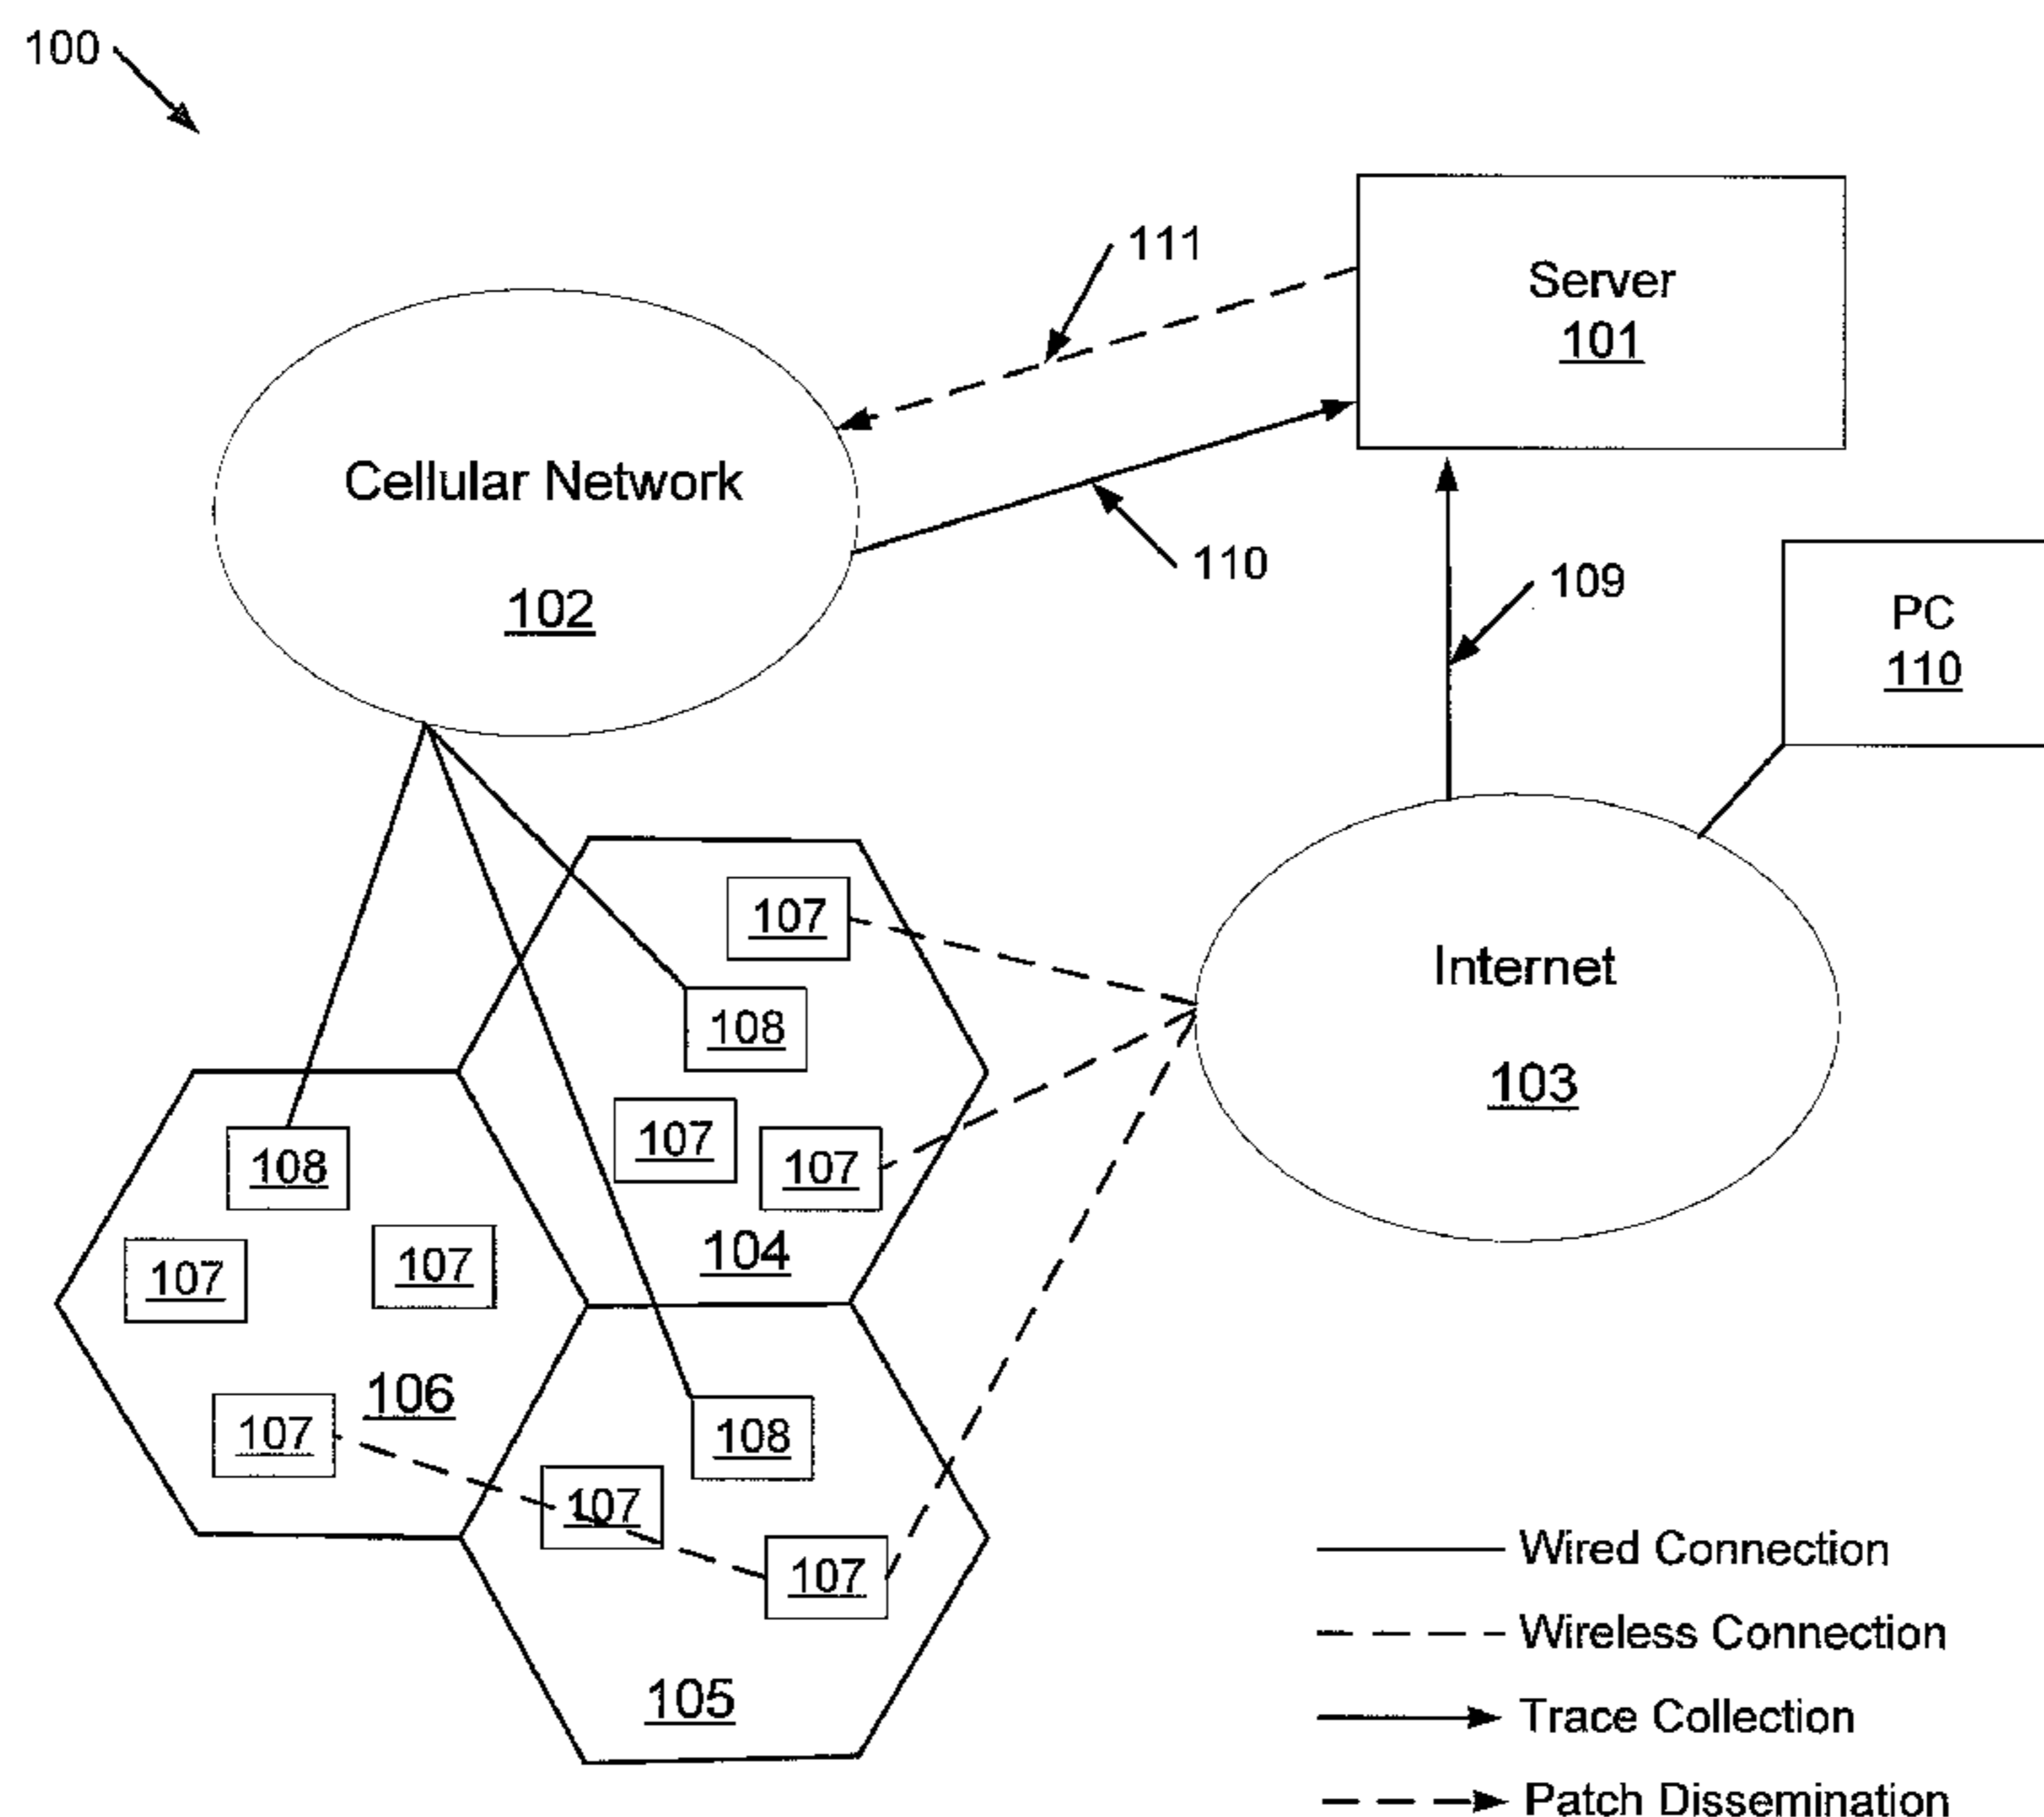 100
111
Server
101
Cellular Network
102
110
109
PC
110
107
108
107
107
104
Internet
103
108
107
107
106
107
108
107
107
105
Wired Connection
Wireless Connection
Trace Collection
Patch Dissemination